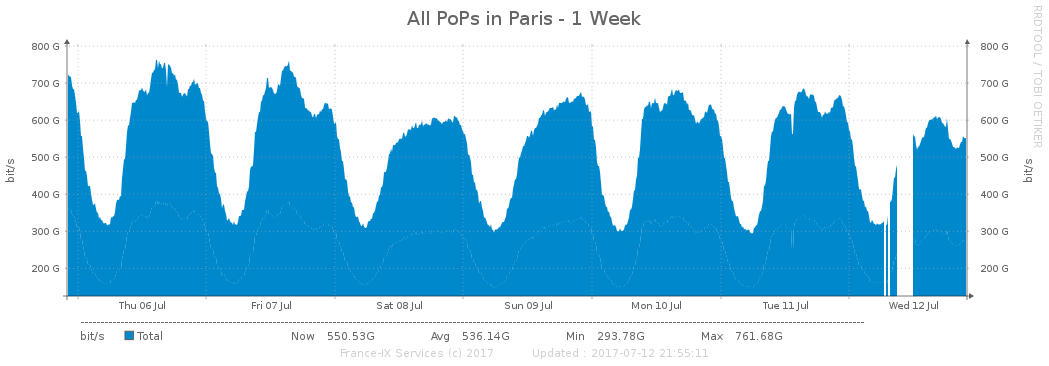 All PoPs in Paris - 1 Week
RRDTOOL / TOBI OETIKER
bit/s
800 G 800 G
700 G 700 G
600 G 600 G
500 G 500 G
400 G 400 G
300 G 300 G
200 G 200 G
bit/s
Thu 06 Jul Fri 07 Jul Sat 08 Jul Sun 09 Jul Mon 10 Jul Tue 11 Jul Wed 12 Jul
bit/s Total Now 550.53G Avg 536.14G Min 293.78G Max 761.68G
France-IX Services (c) 2017 Updated : 2017-07-12 21:55:11